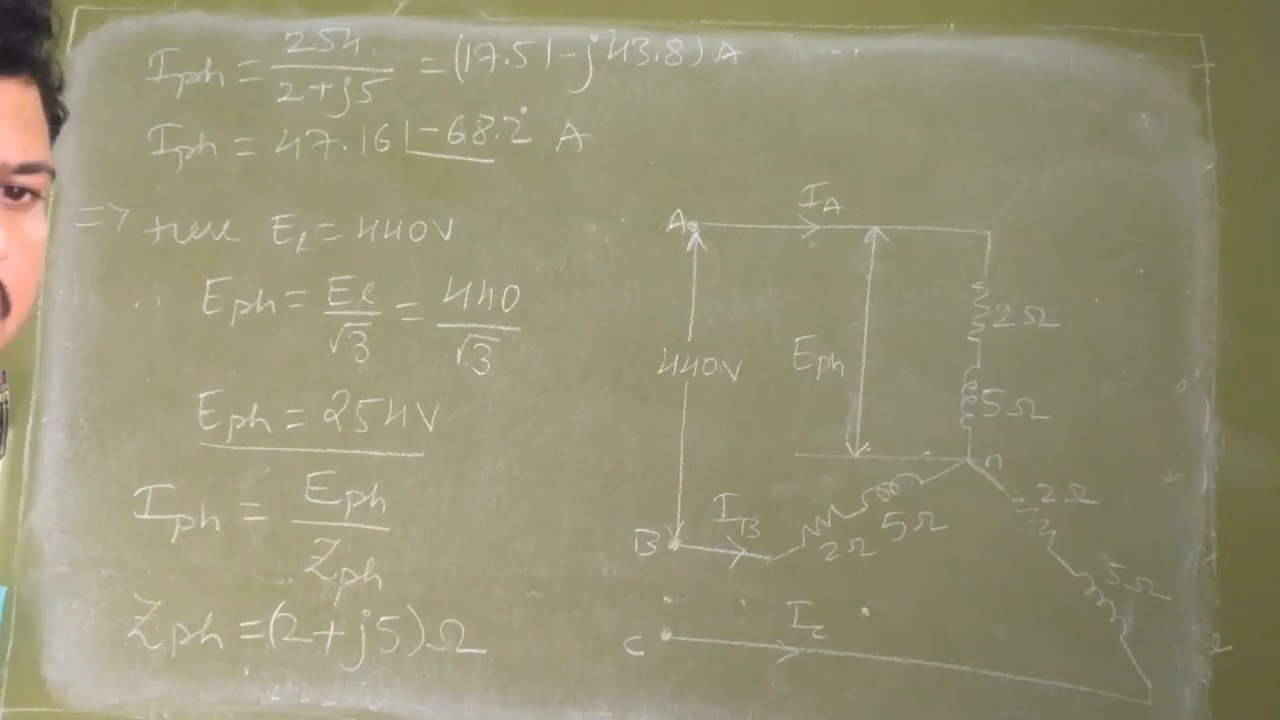 Iph = 254 / 2+j5 = (17.51-j43.8) A
Iph = 47.16 ∠-68.2° A
⇒ here El = 440V
∴ Eph = El / √3 = 440 / √3
Eph = 254V
Iph = Eph / Zph
Zph = (2+j5)Ω
IA
A
2Ω
440V
Eph
5Ω
n
2Ω
IB
5Ω
B
2Ω
5Ω
Ic
C